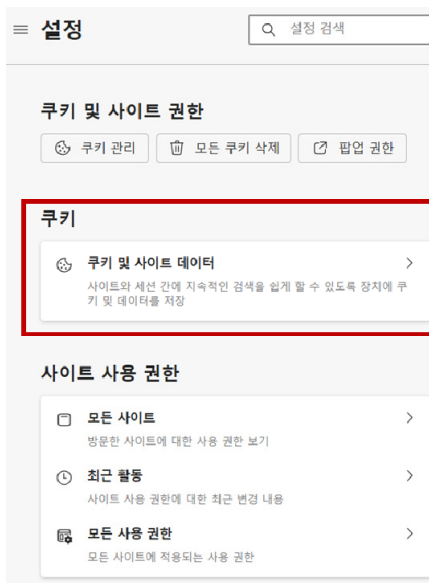 설정
설정 검색
쿠키 및 사이트 권한
쿠키 관리
모든 쿠키 삭제
팝업 권한
쿠키
쿠키 및 사이트 데이터
사이트와 세션 간에 지속적인 검색을 쉽게 할 수 있도록 장치에 쿠
키 및 데이터를 저장
사이트 사용 권한
모든 사이트
방문한 사이트에 대한 사용 권한 보기
최근 활동
사이트 사용 권한에 대한 최근 변경 내용
모든 사용 권한
모든 사이트에 적용되는 사용 권한